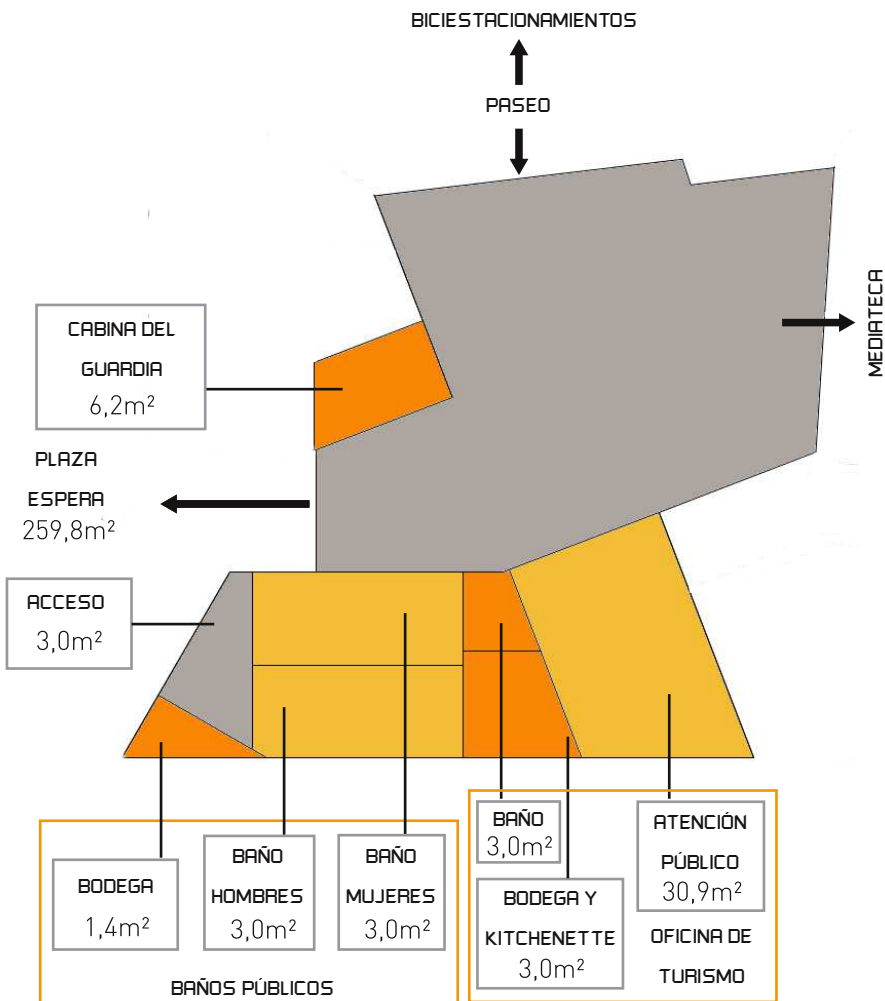 BICIESTACIONAMIENTOS
PASEO
MEDIATECA
CABINA DEL
GUARDIA
6,2m²
PLAZA
ESPERA
259,8m²
ACCESO
3,0m²
BODEGA
1,4m²
BAÑO
HOMBRES
3,0m²
BAÑO
MUJERES
3,0m²
BAÑOS PÚBLICOS
BAÑO
3,0m²
BODEGA Y
KITCHENETTE
3,0m²
ATENCIÓN
PÚBLICO
30,9m²
OFICINA DE
TURISMO